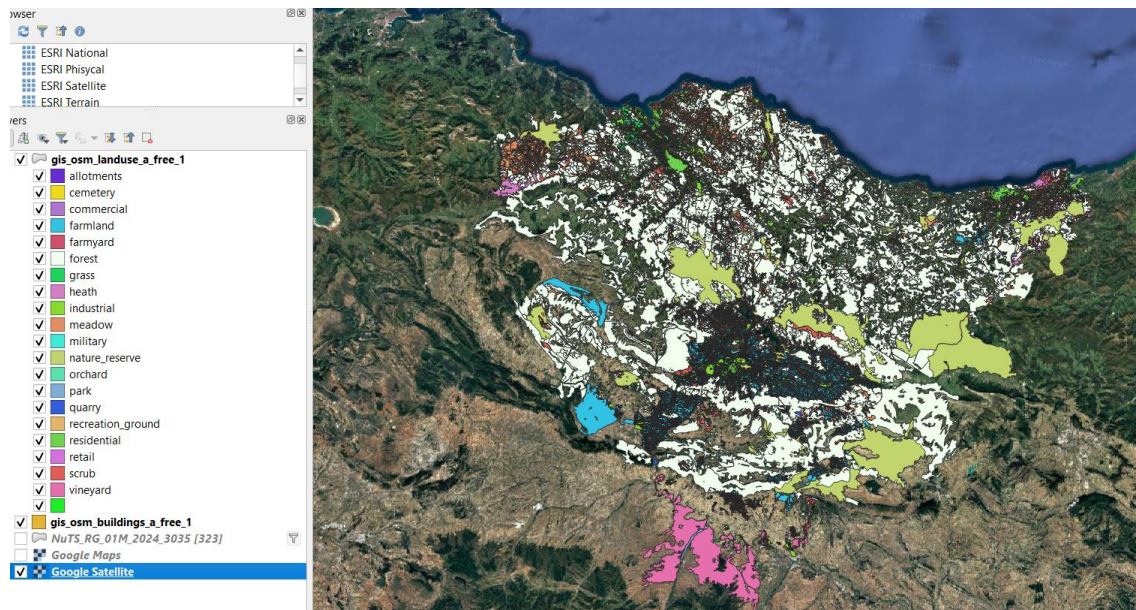 owser
ESRI National
ESRI Phisycal
ESRI Satellite
ESRI Terrain
yers
gis_osm_landuse_a_free_1
allotments
cemetery
commercial
farmland
farmyard
forest
grass
heath
industrial
meadow
military
nature_reserve
orchard
park
quarry
recreation_ground
residential
retail
scrub
vineyard
gis_osm_buildings_a_free_1
NuTS_RG_01M_2024_3035 [323]
Google Maps
Google Satellite